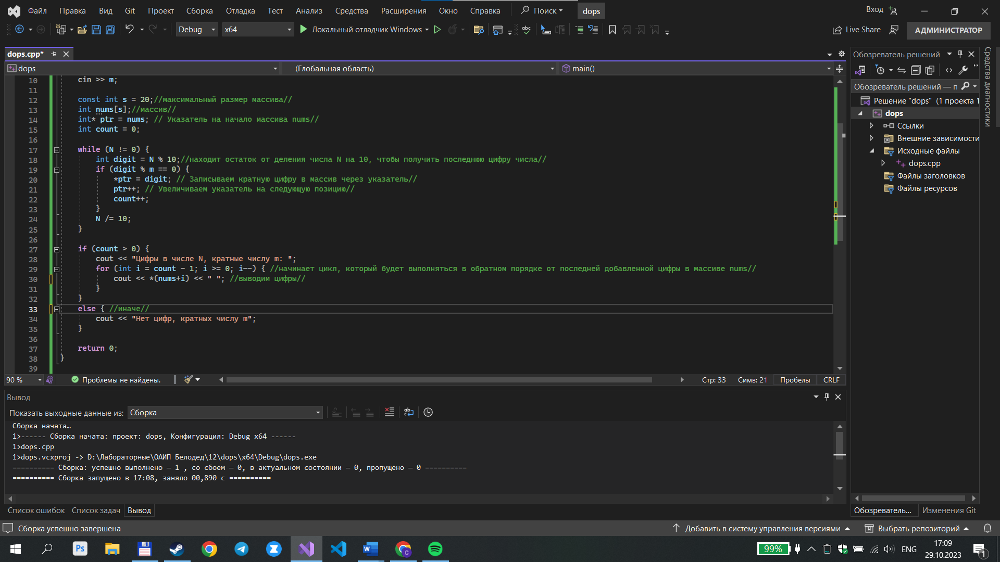 Файл Правка Вид Git Проект Сборка Отладка Тест Анализ Средства Расширения Окно Справка Поиск dops Вход
Debug x64 Локальный отладчик Windows Live Share АДМИНИСТРАТОР
dops.cpp*
dops (Глобальная область) main()
10 cin >> m;
11
12 const int s = 20;//максимальный размер массива//
13 int nums[s];//массив//
14 int* ptr = nums; // Указатель на начало массива nums//
15 int count = 0;
16
17 while (N != 0) {
18 int digit = N % 10;//находит остаток от деления числа N на 10, чтобы получить последнюю цифру числа//
19 if (digit % m == 0) {
20 *ptr = digit; // Записываем кратную цифру в массив через указатель//
21 ptr++; // Увеличиваем указатель на следующую позицию//
22 count++;
23 }
24 N /= 10;
25 }
26
27 if (count > 0) {
28 cout << "Цифры в числе N, кратные числу m: ";
29 for (int i = count - 1; i >= 0; i--) { //начинает цикл, который будет выполняться в обратном порядке от последней добавленной цифры в массиве nums//
30 cout << *(nums+i) << " "; //выводим цифры//
31 }
32 }
33 else { //иначе//
34 cout << "Нет цифр, кратных числу m";
35 }
36
37 return 0;
38 }
39
90 % Проблемы не найдены. Стр: 33 Симв: 21 Пробелы CRLF
Вывод
Показать выходные данные из: Сборка
Сборка начата…
1>------ Сборка начата: проект: dops, Конфигурация: Debug x64 ------
1>dops.cpp
1>dops.vcxproj -> D:\Лабораторные\ОАИП Белодед\12\dops\x64\Debug\dops.exe
========== Сборка: успешно выполнено — 1 , со сбоем — 0, в актуальном состоянии — 0, пропущено — 0 ==========
========== Сборка запущено в 17:08, заняло 00,890 с ==========
Список ошибок Список задач Вывод
Обозреватель решений
Обозреватель решений — п
Решение "dops" (1 проекта 1
dops
Ссылки
Внешние зависимости
Исходные файлы
dops.cpp
Файлы заголовков
Файлы ресурсов
Обозреватель... Изменения Git
Средства диагностики
Сборка успешно завершена Добавить в систему управления версиями Выбрать репозиторий
Ps 99% ENG 17:09
29.10.2023
1